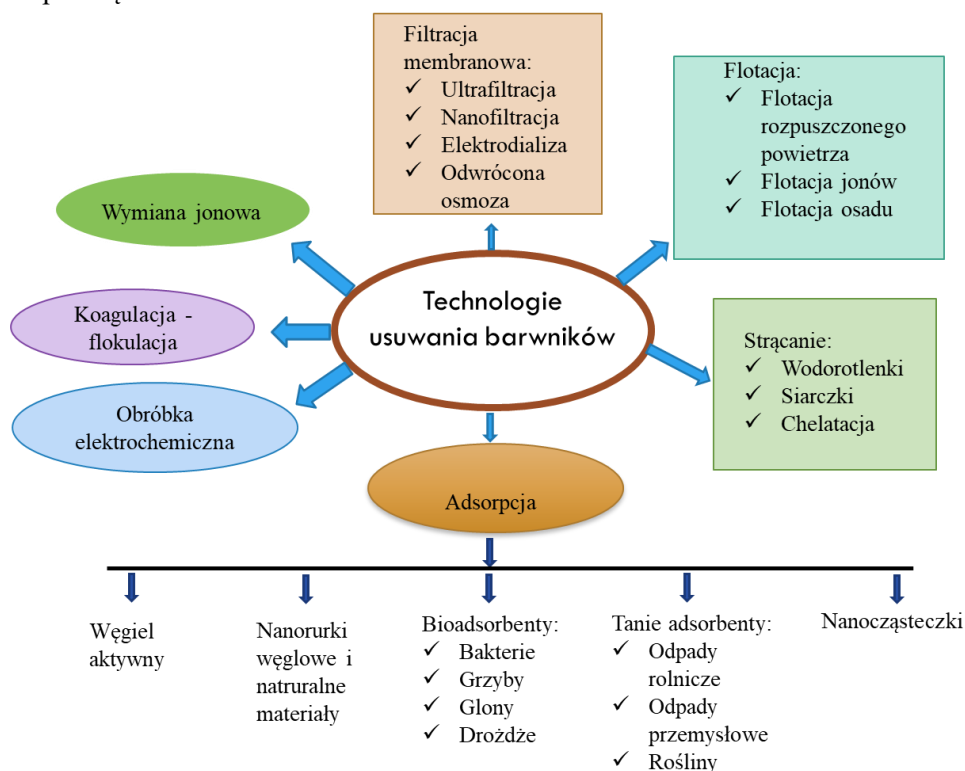 Filtracja
membranowa:
✓ Ultrafiltracja
✓ Nanofiltracja
✓ Elektrodializa
✓ Odwrócona
osmoza
Flotacja:
✓ Flotacja
rozpuszczonego
powietrza
✓ Flotacja jonów
✓ Flotacja osadu
Wymiana jonowa
Technologie
usuwania barwników
Koagulacja -
flokulacja
Strącanie:
✓ Wodorotlenki
✓ Siarczki
✓ Chelatacja
Obróbka
elektrochemiczna
Adsorpcja
Węgiel
aktywny
Nanorurki
węglowe i
natruralne
materiały
Bioadsorbenty:
✓ Bakterie
✓ Grzyby
✓ Glony
✓ Drożdże
Tanie adsorbenty:
✓ Odpady
rolnicze
✓ Odpady
przemysłowe
✓ Rośliny
Nanocząsteczki